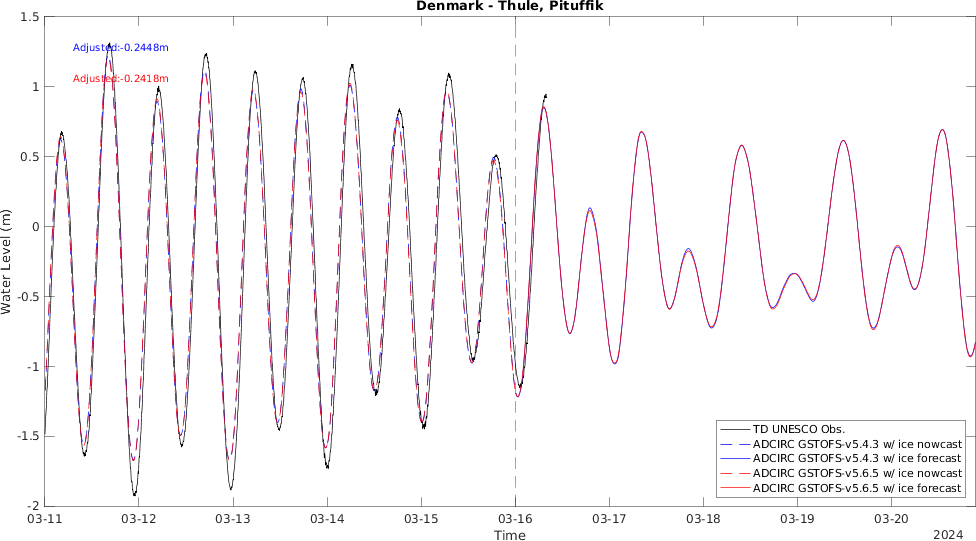 Denmark - Thule, Pituffik
1.5
1
0.5
0
-0.5
-1
-1.5
-2
Water Level (m)
Adjusted:-0.2448m
Adjusted:-0.2418m
TD UNESCO Obs.
ADCIRC GSTOFS-v5.4.3 w/ ice nowcast
ADCIRC GSTOFS-v5.4.3 w/ ice forecast
ADCIRC GSTOFS-v5.6.5 w/ ice nowcast
ADCIRC GSTOFS-v5.6.5 w/ ice forecast
03-11 03-12 03-13 03-14 03-15 03-16 03-17 03-18 03-19 03-20
Time
2024